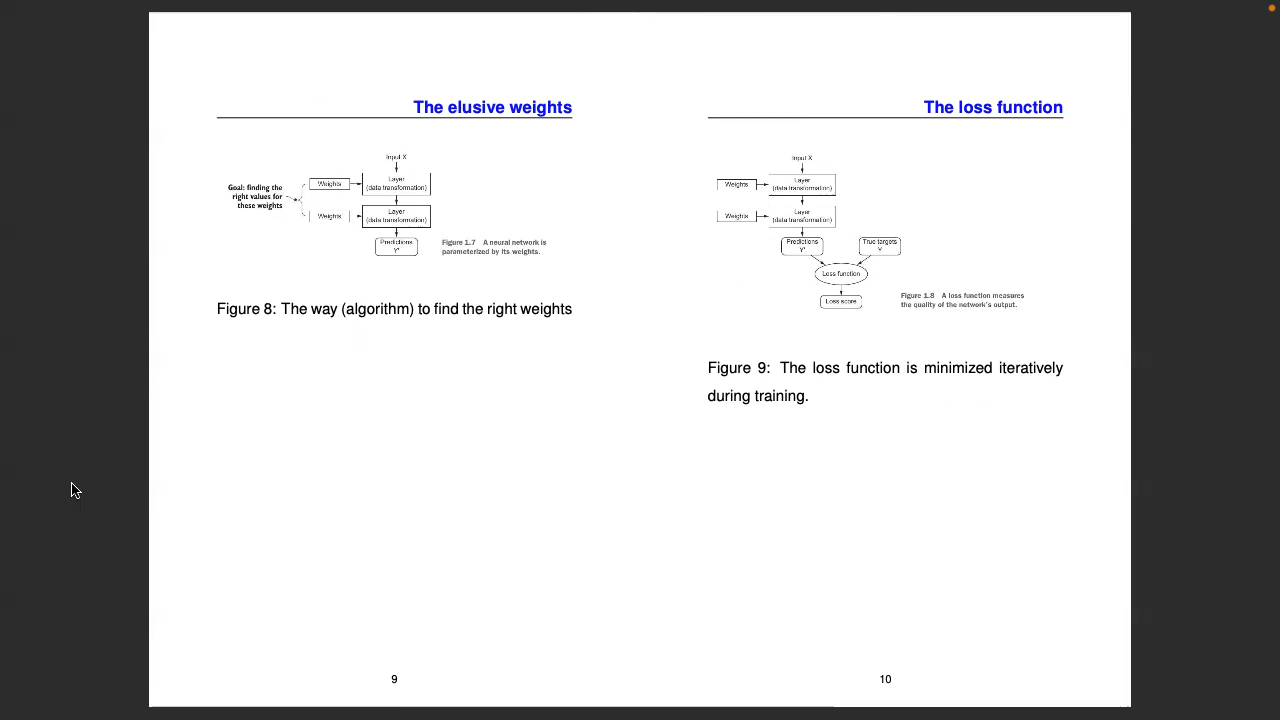 The elusive weights
Input X
Goal: finding the
right values for
these weights
Weights
Layer
(data transformation)
Weights
Layer
(data transformation)
Predictions
Y'
Figure 1.7 A neural network is
parameterized by its weights.
Figure 8: The way (algorithm) to find the right weights
9
The loss function
Input X
Weights
Layer
(data transformation)
Weights
Layer
(data transformation)
Predictions
Y'
True targets
Y
Loss function
Loss score
Figure 1.8 A loss function measures
the quality of the network's output.
Figure 9: The loss function is minimized iteratively
during training.
10